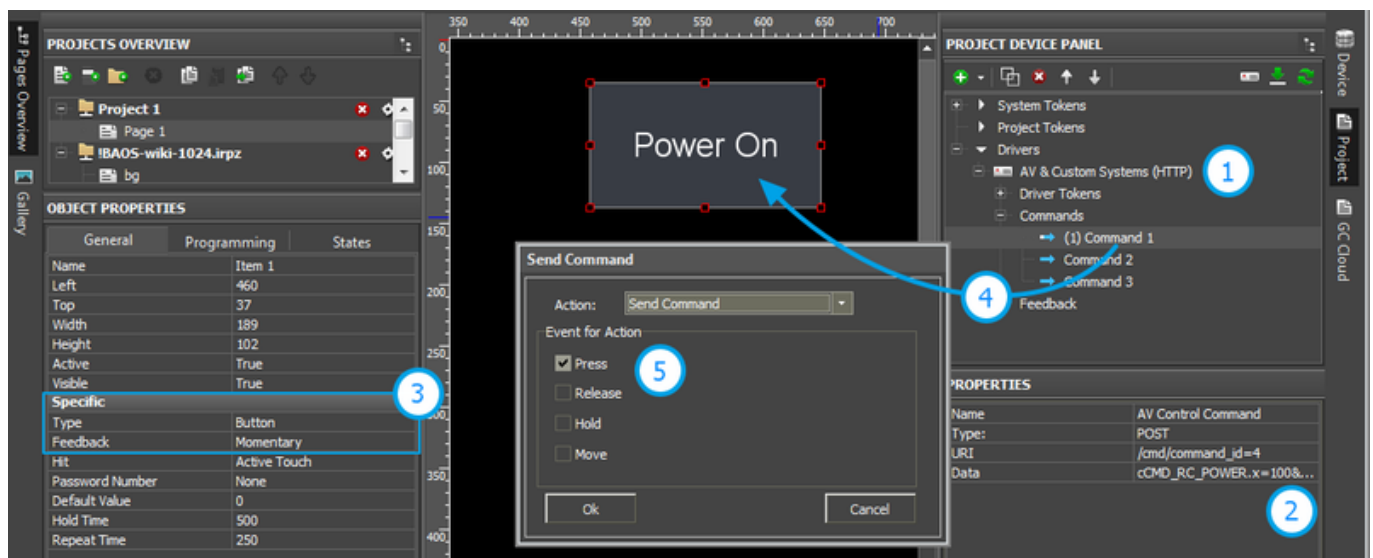 Pages Overview
Gallery
PROJECTS OVERVIEW
Project 1
Page 1
!BAOS-wiki-1024.irpz
bg
OBJECT PROPERTIES
General Programming States
Name Item 1
Left 460
Top 37
Width 189
Height 102
Active True
Visible True
Specific
Type Button
Feedback Momentary
Hit Active Touch
Password Number None
Default Value 0
Hold Time 500
Repeat Time 250
3
350 400 450 500 550 600 650 700
0
50
100
150
200
250
350
400
Power On
Send Command
Action: Send Command
Event for Action
Press
Release
Hold
Move
5
Ok Cancel
4
PROJECT DEVICE PANEL
System Tokens
Project Tokens
Drivers
AV & Custom Systems (HTTP)
1
Driver Tokens
Commands
(1) Command 1
Command 2
Command 3
Feedback
PROPERTIES
Name AV Control Command
Type: POST
URI /cmd/command_id=4
Data cCMD_RC_POWER.x=100&...
2
Device
Project
GC Cloud